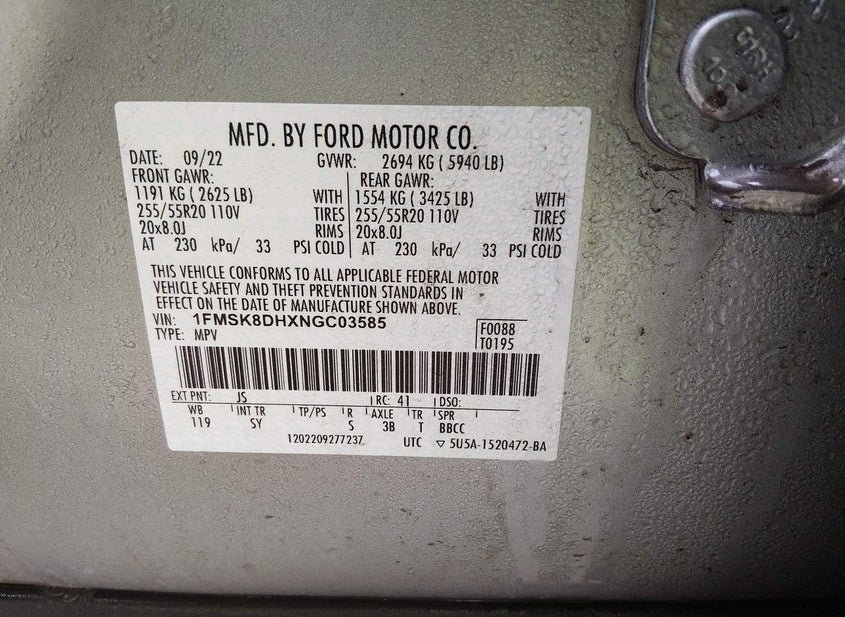 MFD. BY FORD MOTOR CO.
DATE: 09/22 GVWR: 2694 KG ( 5940 LB)
FRONT GAWR: REAR GAWR:
1191 KG ( 2625 LB) WITH 1554 KG ( 3425 LB) WITH
255/55R20 110V TIRES 255/55R20 110V TIRES
20x8.0J RIMS 20x8.0J RIMS
AT 230 kPa/ 33 PSI COLD AT 230 kPa/ 33 PSI COLD
THIS VEHICLE CONFORMS TO ALL APPLICABLE FEDERAL MOTOR
VEHICLE SAFETY AND THEFT PREVENTION STANDARDS IN
EFFECT ON THE DATE OF MANUFACTURE SHOWN ABOVE.
VIN: 1FMSK8DHXNGC03585 F0088
TYPE: MPV T0195
EXT PNT: JS RC: 41 DSO:
WB INT TR TP/PS R AXLE TR SPR
119 SY S 3B T BBCC
1202209277237 UTC ▽ 5U5A-1520472-BA